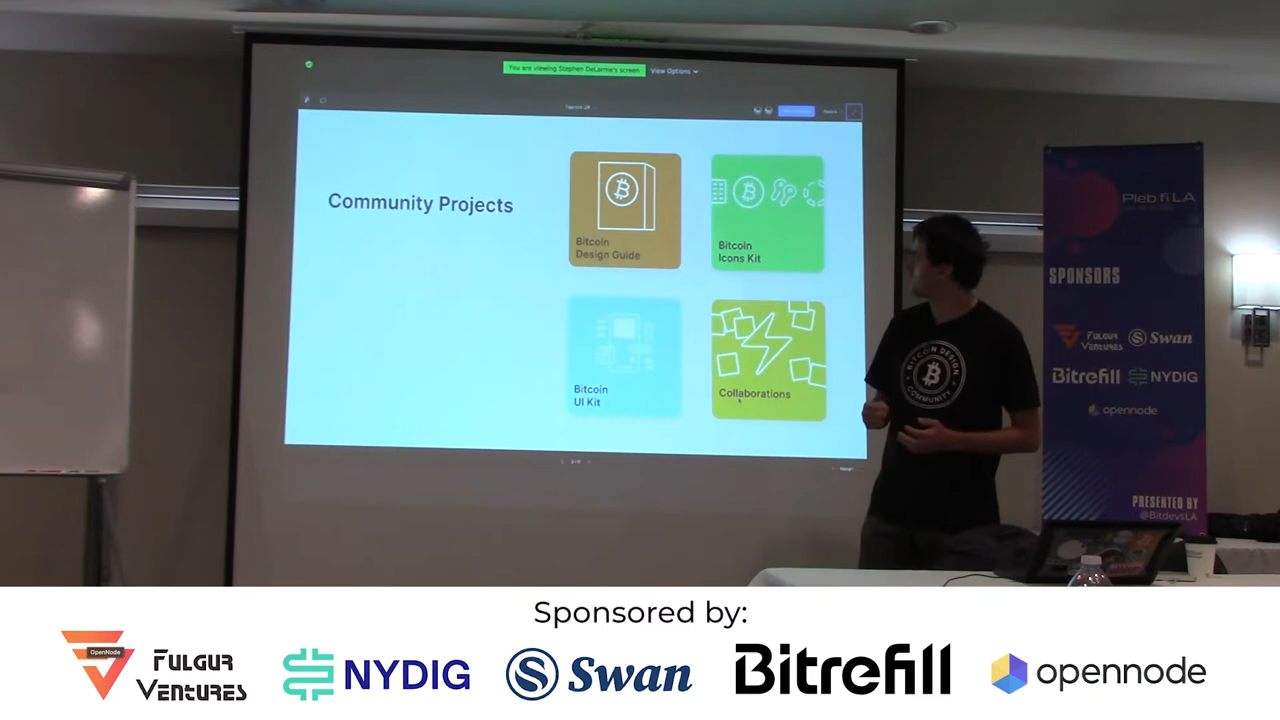 You are viewing Stephen DeLorme's screen
View Options
Taproot UX
Community Projects
Bitcoin
Design Guide
Bitcoin
Icons Kit
Bitcoin
UI Kit
Collaborations
BITCOIN DESIGN
COMMUNITY
Pleb.fi LA
SPONSORS
FULGUR
VENTURES
Swan
Bitrefill
NYDIG
opennode
PRESENTED BY
@BitdevsLA
Sponsored by:
OpenNode
FULGUR
VENTURES
NYDIG
Swan
Bitrefill
opennode